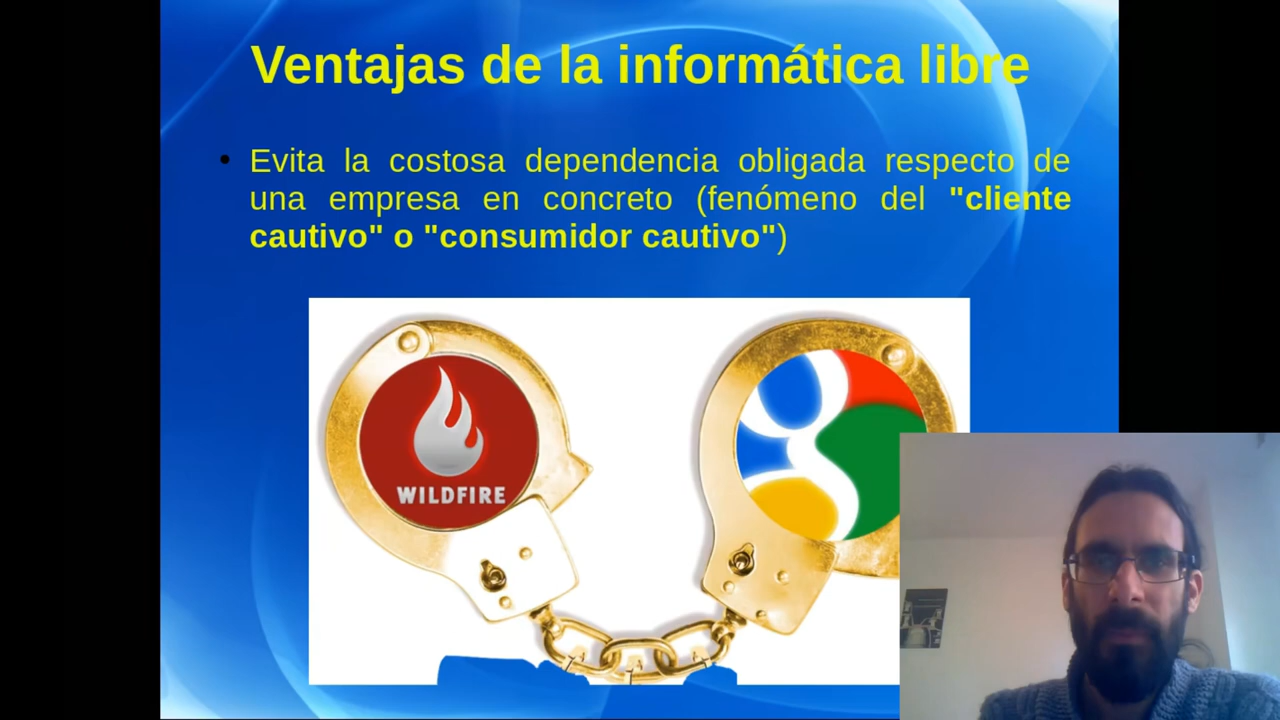 Ventajas de la informática libre
• Evita la costosa dependencia obligada respecto de
una empresa en concreto (fenómeno del "cliente
cautivo" o "consumidor cautivo")
WILDFIRE